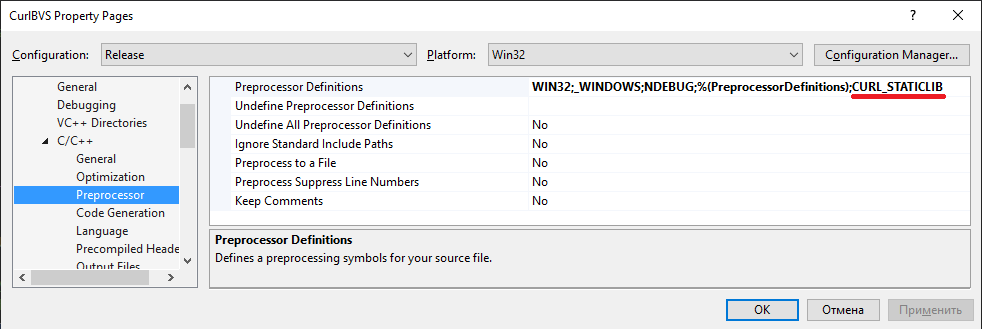 CurlBVS Property Pages
?
Configuration: Release Platform: Win32 Configuration Manager...
General
Debugging
VC++ Directories
C/C++
General
Optimization
Preprocessor
Code Generation
Language
Precompiled Heade
Output Files
Preprocessor Definitions WIN32;_WINDOWS;NDEBUG;%(PreprocessorDefinitions);CURL_STATICLIB
Undefine Preprocessor Definitions
Undefine All Preprocessor Definitions No
Ignore Standard Include Paths No
Preprocess to a File No
Preprocess Suppress Line Numbers No
Keep Comments No
Preprocessor Definitions
Defines a preprocessing symbols for your source file.
OK Отмена Применить